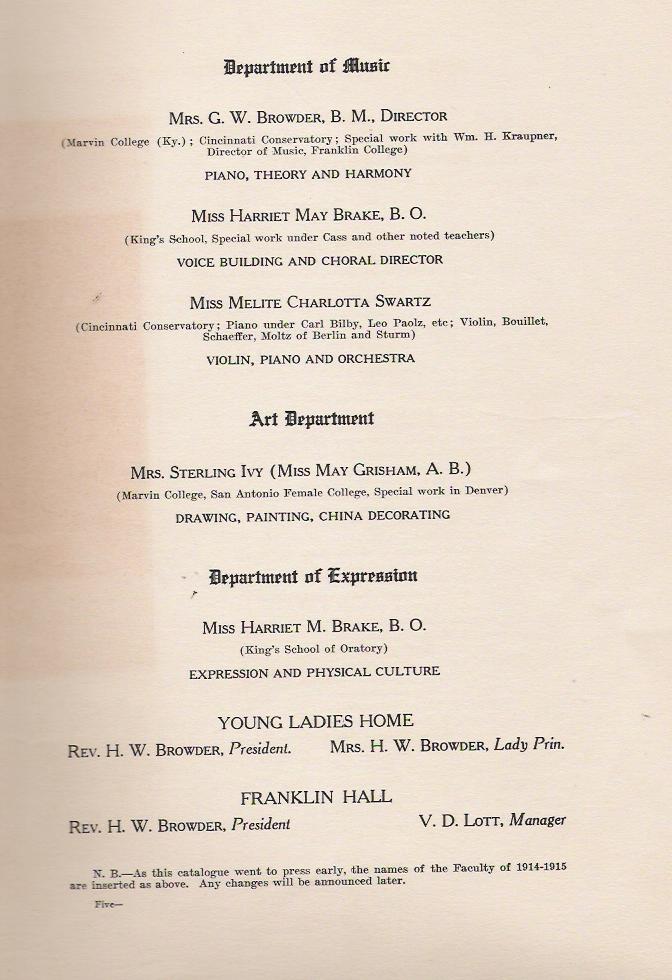 Department of Music
Mrs. G. W. Browder, B. M., Director
(Marvin College (Ky.) ; Cincinnati Conservatory; Special work with Wm. H. Kraupner,
Director of Music, Franklin College)
PIANO, THEORY AND HARMONY
Miss Harriet May Brake, B. O.
(King's School, Special work under Cass and other noted teachers)
VOICE BUILDING AND CHORAL DIRECTOR
Miss Melite Charlotta Swartz
(Cincinnati Conservatory; Piano under Carl Bilby, Leo Paolz, etc; Violin, Bouillet,
Schaeffer, Moltz of Berlin and Sturm)
VIOLIN, PIANO AND ORCHESTRA
Art Department
Mrs. Sterling Ivy (Miss May Grisham, A. B.)
(Marvin College, San Antonio Female College, Special work in Denver)
DRAWING, PAINTING, CHINA DECORATING
Department of Expression
Miss Harriet M. Brake, B. O.
(King's School of Oratory)
EXPRESSION AND PHYSICAL CULTURE
YOUNG LADIES HOME
Rev. H. W. Browder, President. Mrs. H. W. Browder, Lady Prin.
FRANKLIN HALL
Rev. H. W. Browder, President V. D. Lott, Manager
N. B.—As this catalogue went to press early, the names of the Faculty of 1914-1915
are inserted as above. Any changes will be announced later.
Five—